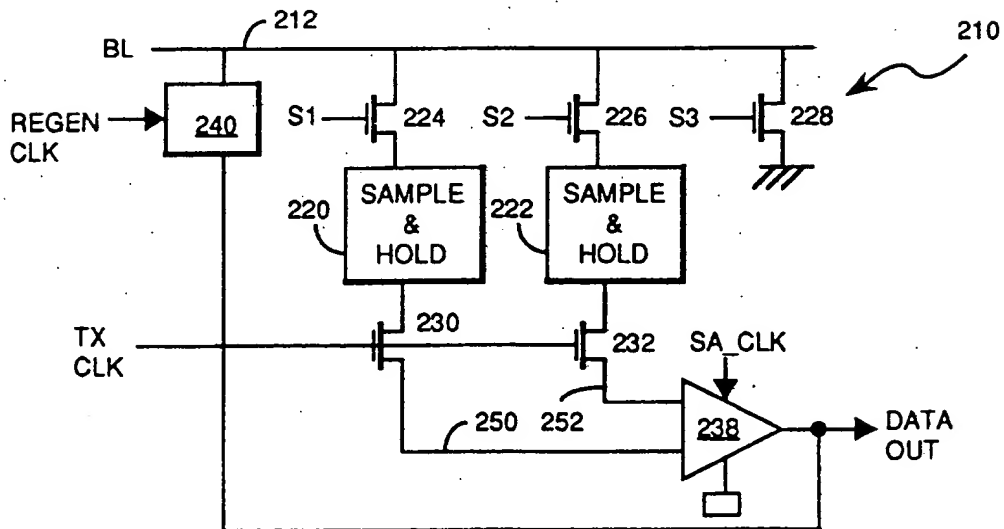 212
BL
210
REGEN
CLK
240
S1
224
S2
226
S3
228
220
SAMPLE
&
HOLD
222
SAMPLE
&
HOLD
TX
CLK
230
232
SA_CLK
250
252
238
DATA
OUT